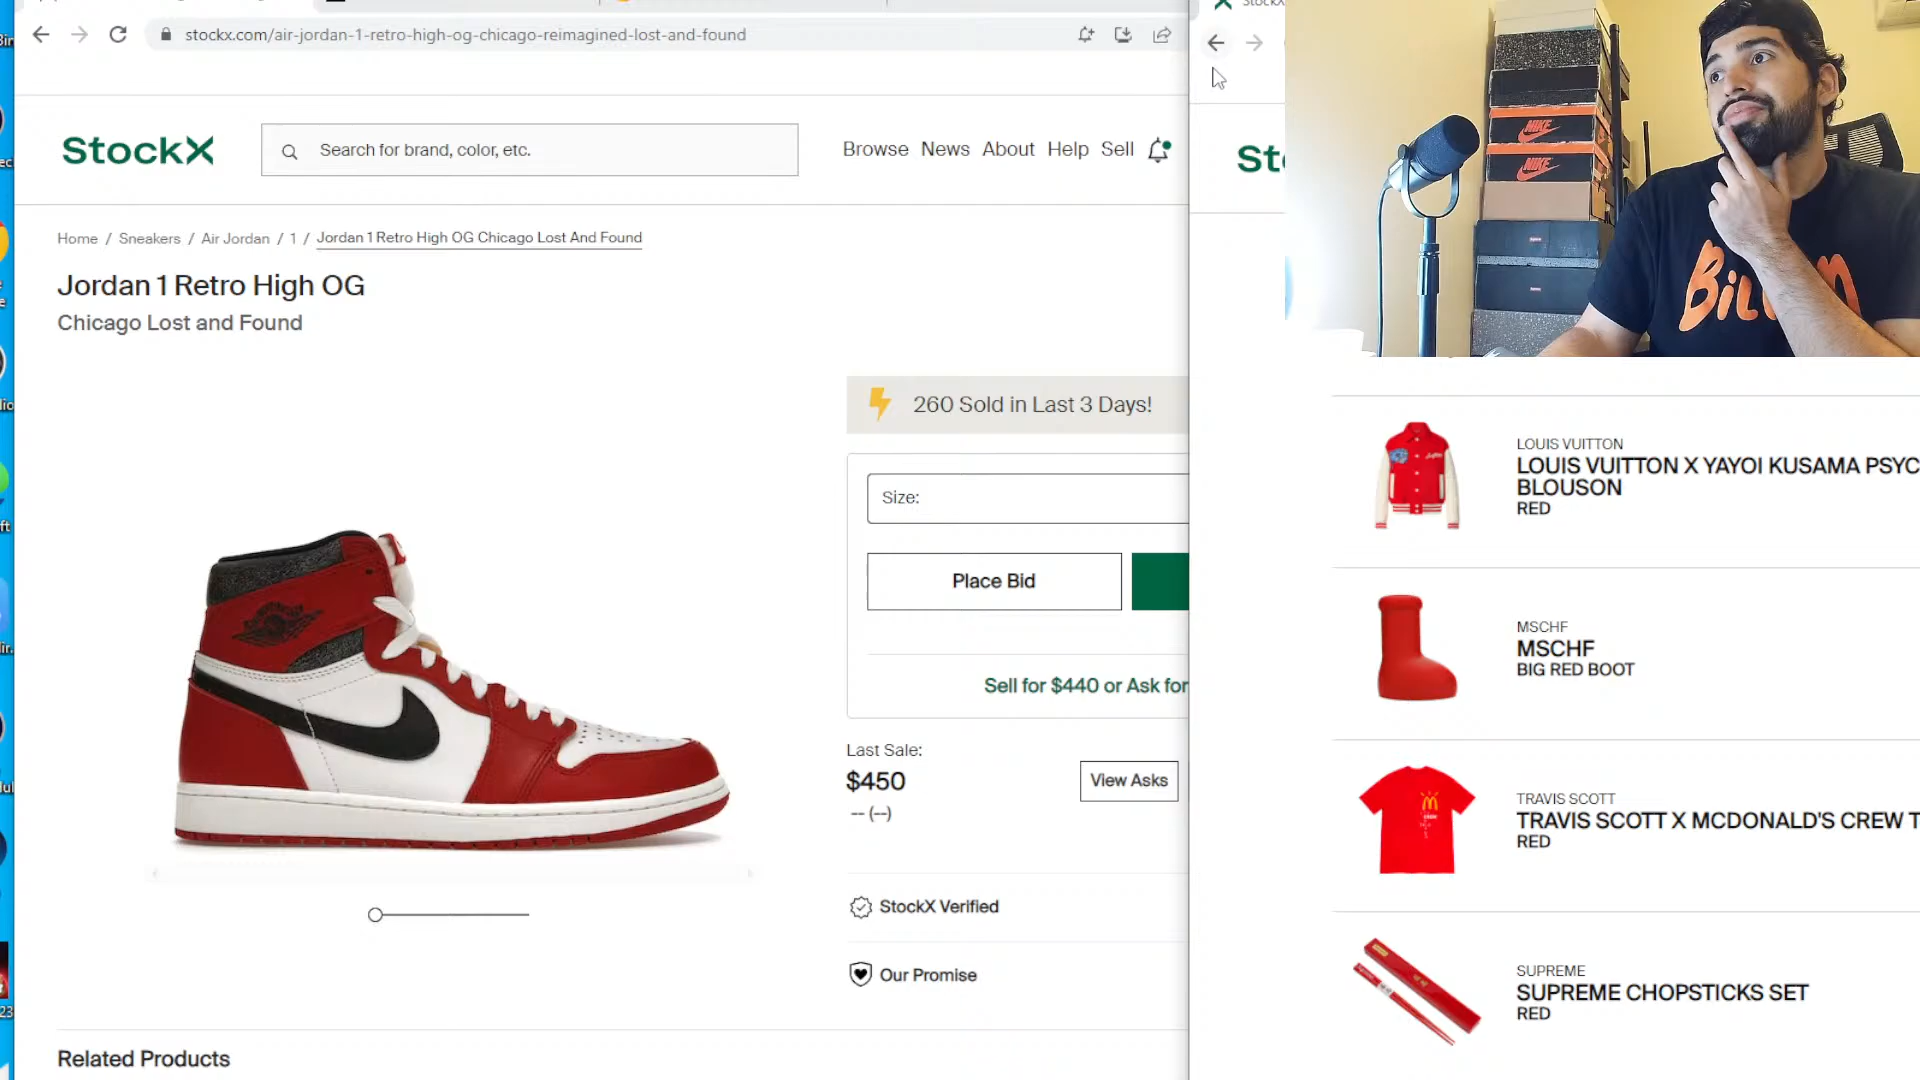 stockx.com/air-jordan-1-retro-high-og-chicago-reimagined-lost-and-found
StockX
Search for brand, color, etc.
Browse News About Help Sell
Home / Sneakers / Air Jordan / 1 / Jordan 1 Retro High OG Chicago Lost And Found
Jordan 1 Retro High OG
Chicago Lost and Found
260 Sold in Last 3 Days!
Size:
Place Bid
Sell for $440 or Ask for
Last Sale:
$450
-- (--)
View Asks
StockX Verified
Our Promise
Related Products
StockX
St
NIKE
NIKE
LOUIS VUITTON
LOUIS VUITTON X YAYOI KUSAMA PSYC
BLOUSON
RED
MSCHF
MSCHF
BIG RED BOOT
TRAVIS SCOTT
TRAVIS SCOTT X MCDONALD'S CREW T
RED
SUPREME
SUPREME CHOPSTICKS SET
RED